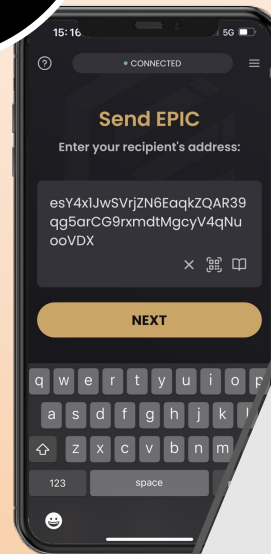 15:16
5G
CONNECTED
Send EPIC
Enter your recipient's address:
esY4x1JwSVrjZN6EaqkZQAR39
qg5arCG9rxmdtMgcyV4qNu
ooVDX
NEXT
q w e r t y u i o p
a s d f g h j k
z x c v b n m
123 space